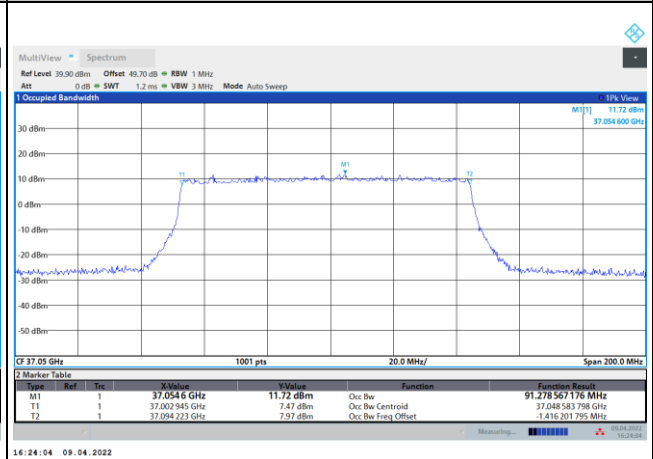 MultiView Spectrum
Ref Level 39.90 dBm Offset 49.70 dB RBW 1 MHz
Att 0 dB SWT 1.2 ms VBW 3 MHz Mode Auto Sweep
1 Occupied Bandwidth 1Pk View
M1[1] 11.72 dBm
37.054 600 GHz
30 dBm
20 dBm
M1
T1 T2
10 dBm
0 dBm
-10 dBm
-20 dBm
-30 dBm
-40 dBm
-50 dBm
CF 37.05 GHz 1001 pts 20.0 MHz/ Span 200.0 MHz
2 Marker Table
Type Ref Trc X-Value Y-Value Function Function Result
M1 1 37.0546 GHz 11.72 dBm Occ Bw 91.278 567 176 MHz
T1 1 37.002 945 GHz 7.47 dBm Occ Bw Centroid 37.048 583 798 GHz
T2 1 37.094 223 GHz 7.97 dBm Occ Bw Freq Offset -1.416 201 795 MHz
Measuring... 09.04.2022
16:24:04
16:24:04 09.04.2022